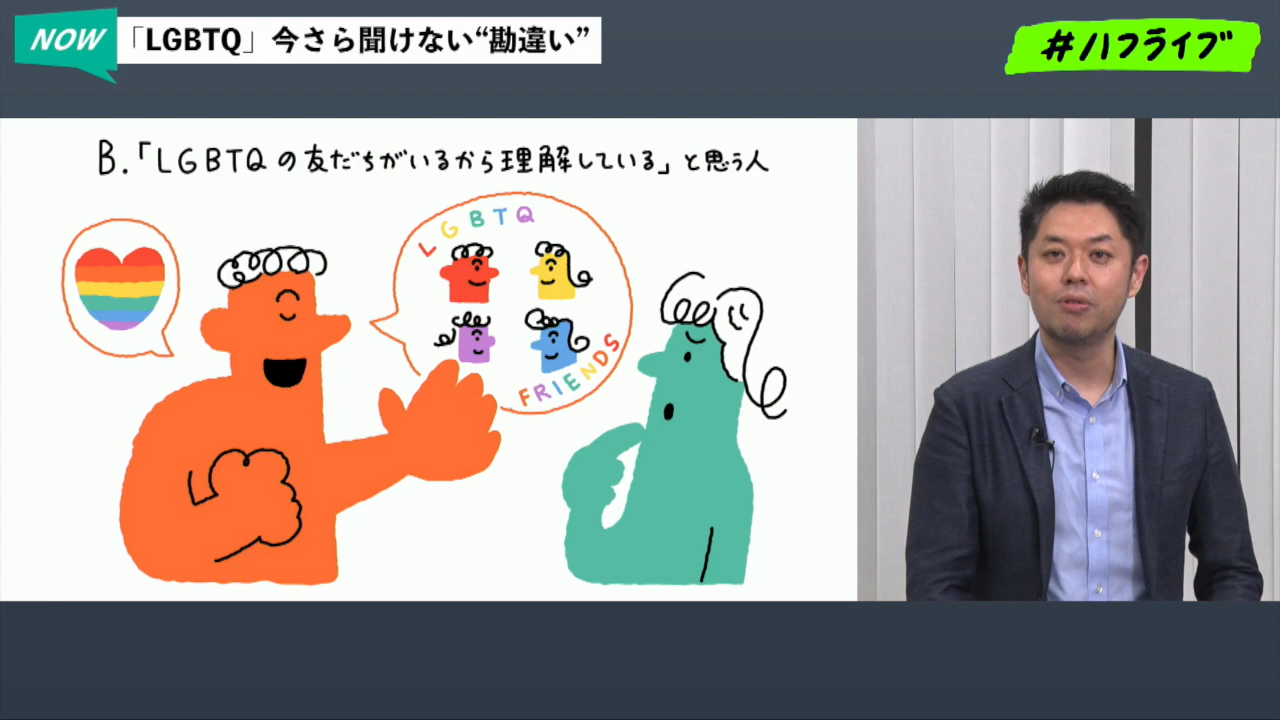 NOW
「LGBTQ」今さら聞けない“勘違い”
#ハフライブ
B.「LGBTQの友だちがいるから理解している」と思う人
LGBTQ
FRIENDS